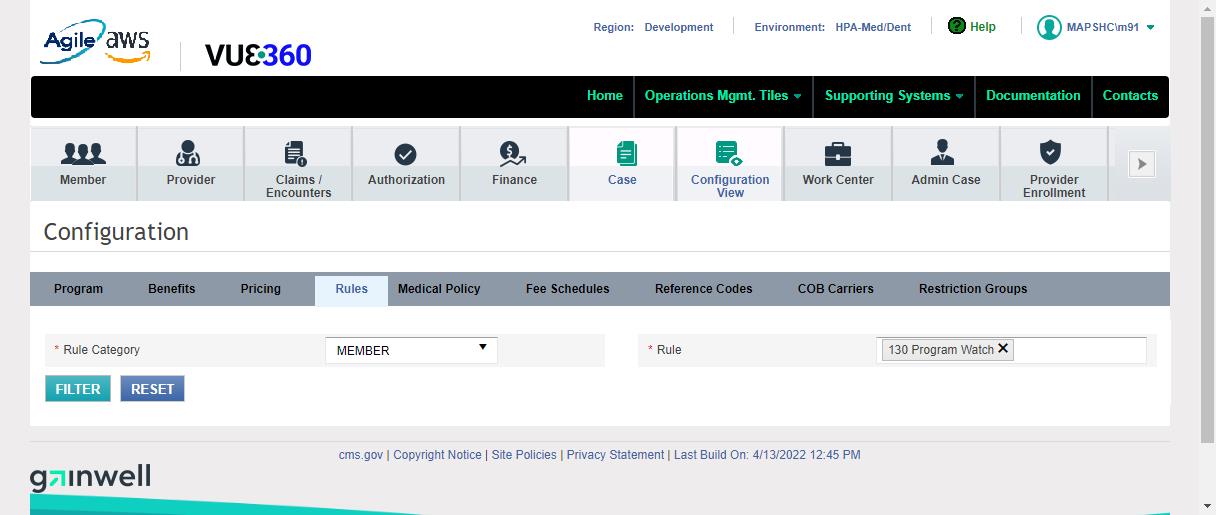 Agile aws
VUE360
Region: Development Environment: HPA-Med/Dent ? Help MAPSHC\m91
Home Operations Mgmt. Tiles Supporting Systems Documentation Contacts
Member Provider Claims / Encounters Authorization Finance Case Configuration View Work Center Admin Case Provider Enrollment
Configuration
Program Benefits Pricing Rules Medical Policy Fee Schedules Reference Codes COB Carriers Restriction Groups
* Rule Category MEMBER * Rule 130 Program Watch
FILTER RESET
cms.gov | Copyright Notice | Site Policies | Privacy Statement | Last Build On: 4/13/2022 12:45 PM
gainwell